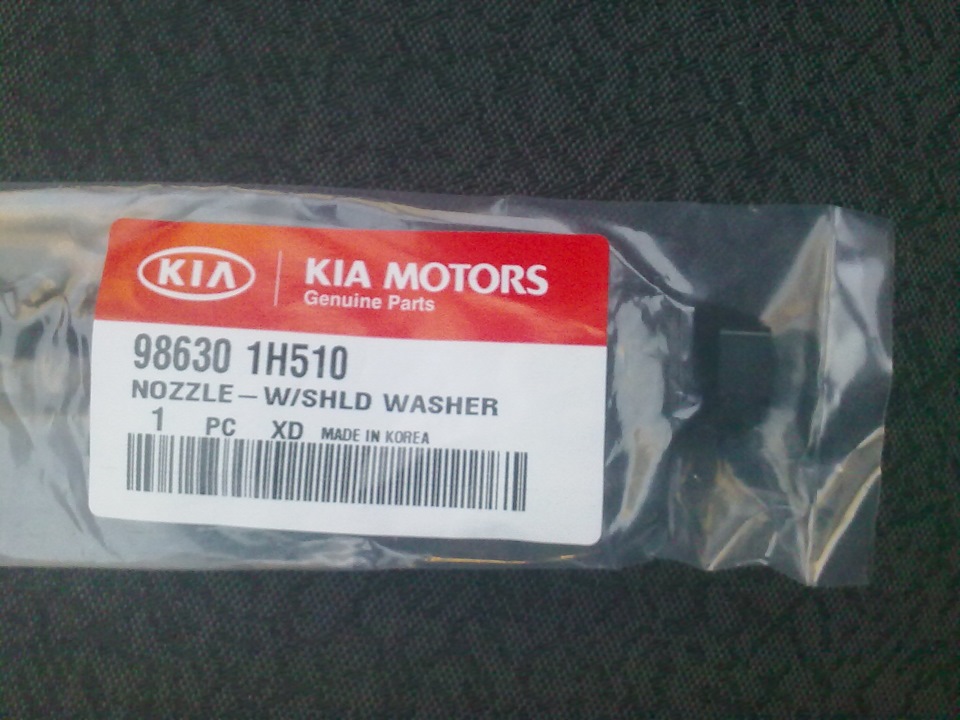 KIA
KIA MOTORS
Genuine Parts
98630 1H510
NOZZLE-W/SHLD WASHER
1 PC XD MADE IN KOREA